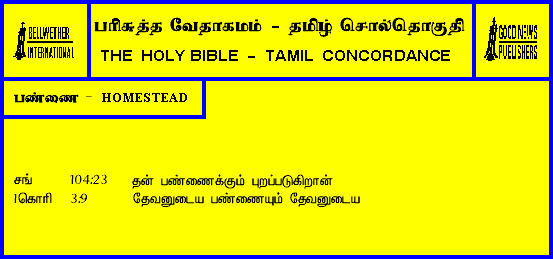 BELLWETHER
INTERNATIONAL
பரிசுத்த வேதாகமம் - தமிழ் சொல்தொகுதி
THE HOLY BIBLE - TAMIL CONCORDANCE
GOOD NEWS
PUBLISHERS
பண்ணை - HOMESTEAD
சங் 104:23 தன் பண்ணைக்கும் புறப்படுகிறான்
1கொரி 3:9 தேவனுடைய பண்ணையும் தேவனுடைய